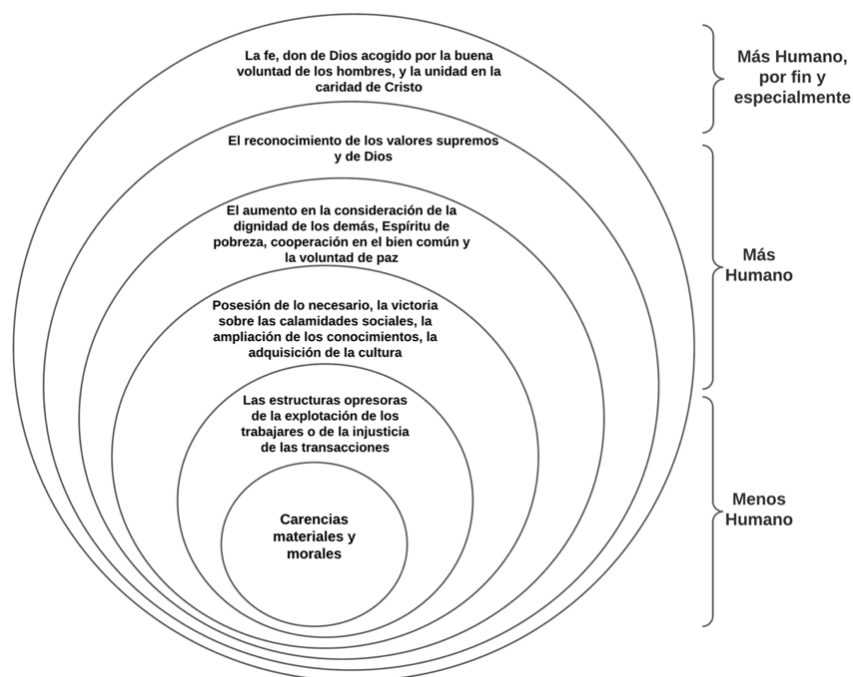 La fe, don de Dios acogido por la buena
voluntad de los hombres, y la unidad en la
caridad de Cristo
Más Humano,
por fin y
especialmente
El reconocimiento de los valores supremos
y de Dios
El aumento en la consideración de la
dignidad de los demás, Espíritu de
pobreza, cooperación en el bien común y
la voluntad de paz
Más
Humano
Posesión de lo necesario, la victoria
sobre las calamidades sociales, la
ampliación de los conocimientos, la
adquisición de la cultura
Las estructuras opresoras
de la explotación de los
trabajares o de la injusticia
de las transacciones
Menos
Humano
Carencias
materiales y
morales